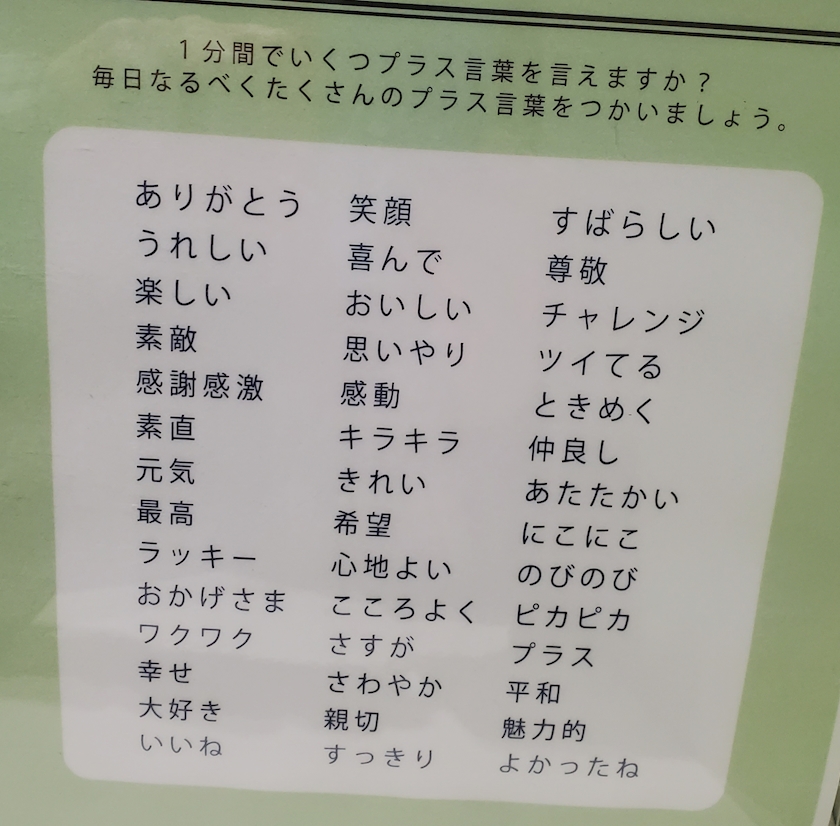 1分間でいくつプラス言葉を言えますか？
毎日なるべくたくさんのプラス言葉をつかいましょう。
ありがとう
うれしい
楽しい
素敵
感謝感激
素直
元気
最高
ラッキー
おかげさま
ワクワク
幸せ
大好き
いいね
笑顔
喜んで
おいしい
思いやり
感動
キラキラ
きれい
希望
心地よい
こころよく
さすが
さわやか
親切
すっきり
すばらしい
尊敬
チャレンジ
ツイてる
ときめく
仲良し
あたたかい
にこにこ
のびのび
ピカピカ
プラス
平和
魅力的
よかったね